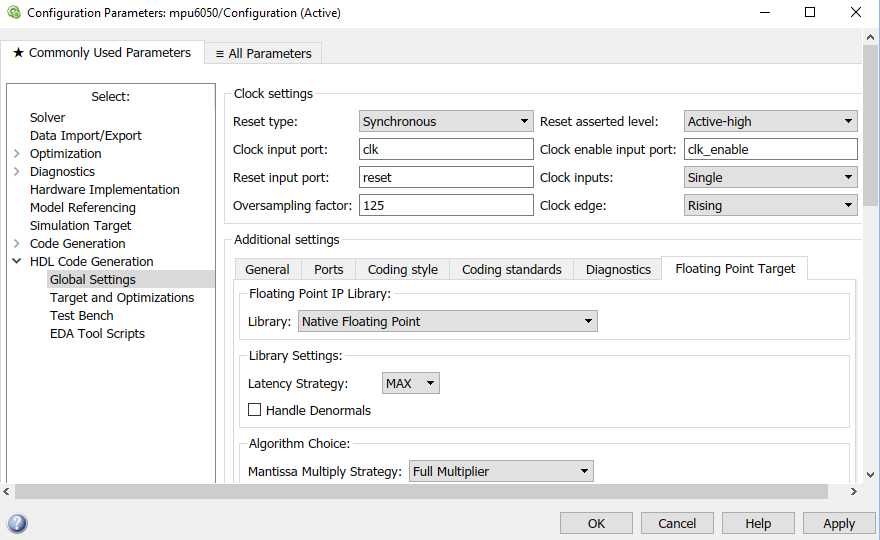 Configuration Parameters: mpu6050/Configuration (Active)
★ Commonly Used Parameters
≡ All Parameters
Select:
Solver
Data Import/Export
Optimization
Diagnostics
Hardware Implementation
Model Referencing
Simulation Target
Code Generation
HDL Code Generation
Global Settings
Target and Optimizations
Test Bench
EDA Tool Scripts
Clock settings
Reset type: Synchronous Reset asserted level: Active-high
Clock input port: clk Clock enable input port: clk_enable
Reset input port: reset Clock inputs: Single
Oversampling factor: 125 Clock edge: Rising
Additional settings
General Ports Coding style Coding standards Diagnostics Floating Point Target
Floating Point IP Library:
Library: Native Floating Point
Library Settings:
Latency Strategy: MAX
Handle Denormals
Algorithm Choice:
Mantissa Multiply Strategy: Full Multiplier
OK Cancel Help Apply